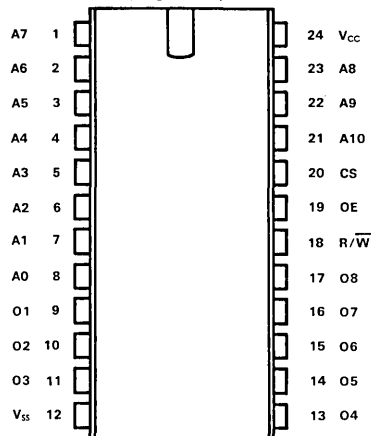 A7 1 24 Vcc
A6 2 23 A8
A5 3 22 A9
A4 4 21 A10
A3 5 20 CS
A2 6 19 OE
A1 7 18 R/W̅
A0 8 17 O8
O1 9 16 O7
O2 10 15 O6
O3 11 14 O5
Vss 12 13 O4